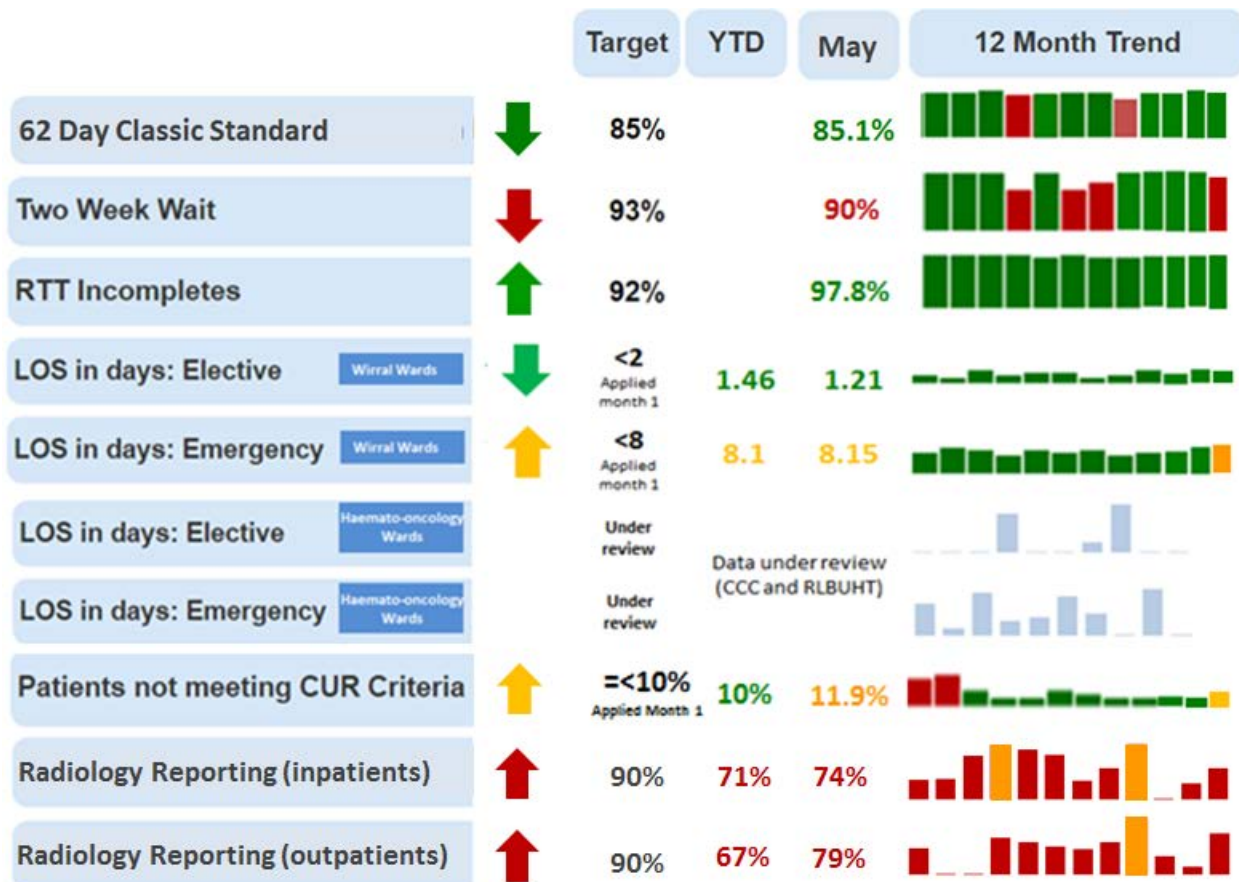 Target YTD May 12 Month Trend
62 Day Classic Standard 85% 85.1%
Two Week Wait 93% 90%
RTT Incompletes 92% 97.8%
LOS in days: Elective Wirral Wards <2 1.46 1.21
Applied
month 1
LOS in days: Emergency Wirral Wards <8 8.1 8.15
Applied
month 1
LOS in days: Elective Haemato-oncology
Wards
Under
review
Data under review
(CCC and RLBUHT)
LOS in days: Emergency Haemato-oncology
Wards
Under
review
Patients not meeting CUR Criteria =<10% 10% 11.9%
Applied Month 1
Radiology Reporting (inpatients) 90% 71% 74%
Radiology Reporting (outpatients) 90% 67% 79%